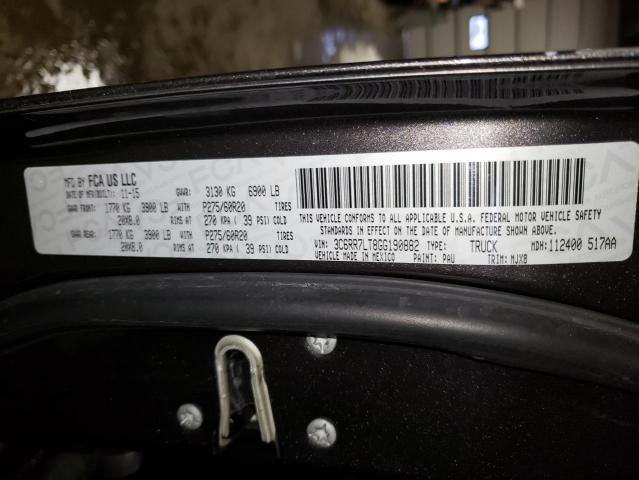 MFD BY FCA US LLC
DATE OF MFR(BUILT): 11-15 GVWR: 3130 KG 6900 LB
GAWR FRONT: 1770 KG 3900 LB WITH P275/60R20 TIRES
20X8.0 RIMS AT 270 KPA ( 39 PSI) COLD
GAWR REAR: 1770 KG 3900 LB WITH P275/60R20 TIRES
20X8.0 RIMS AT 270 KPA ( 39 PSI) COLD
THIS VEHICLE CONFORMS TO ALL APPLICABLE U.S.A. FEDERAL MOTOR VEHICLE SAFETY
STANDARDS IN EFFECT ON THE DATE OF MANUFACTURE SHOWN ABOVE.
VIN: 3C6RR7LT8GG190882 TYPE: TRUCK MDH: 112400 517AA
VEHICLE MADE IN MEXICO PAINT: PAU TRIM: MJX8